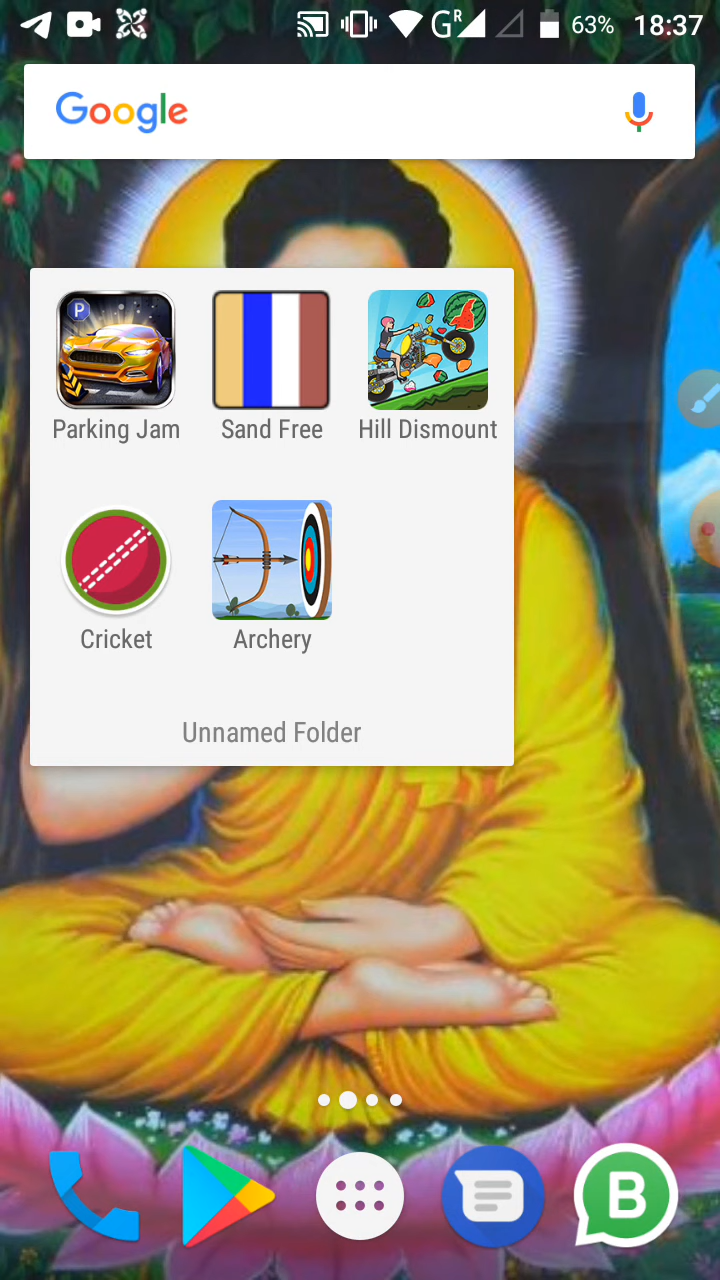 G R 63% 18:37
Google
P
Parking Jam Sand Free Hill Dismount
Cricket Archery
Unnamed Folder
B